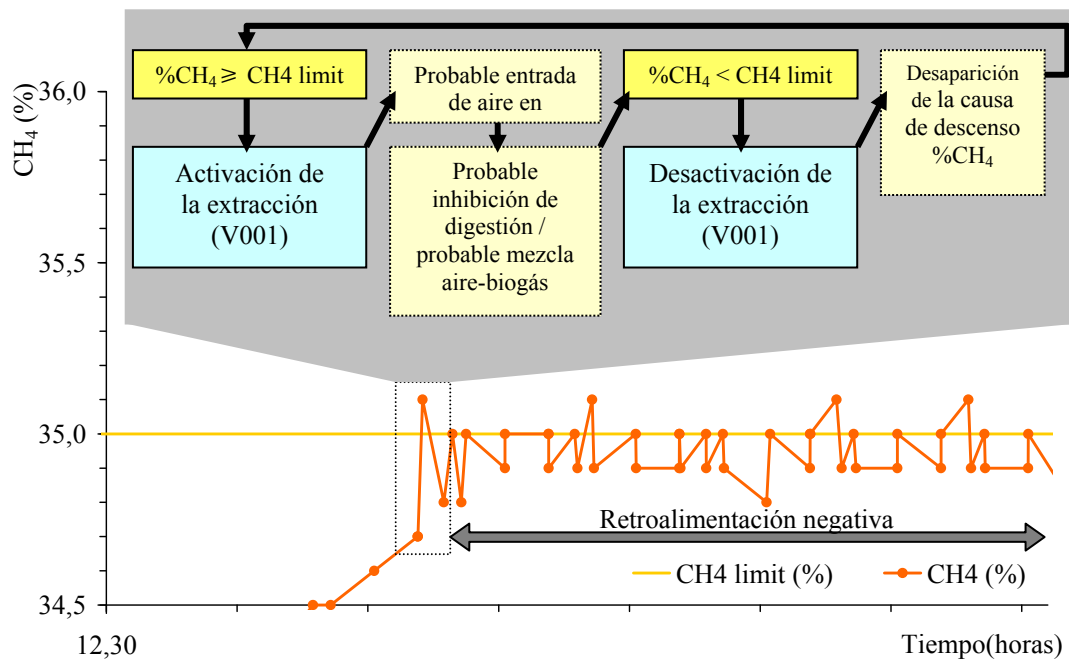 %CH₄ ≥ CH4 limit
Activación de
la extracción
(V001)
Probable entrada
de aire en
Probable
inhibición de
digestión /
probable mezcla
aire-biogás
%CH₄ < CH4 limit
Desactivación de
la extracción
(V001)
Desaparición
de la causa
de descenso
%CH₄
CH₄ (%)
36,0
35,5
35,0
34,5
Retroalimentación negativa
CH4 limit (%)
CH4 (%)
12,30
Tiempo(horas)